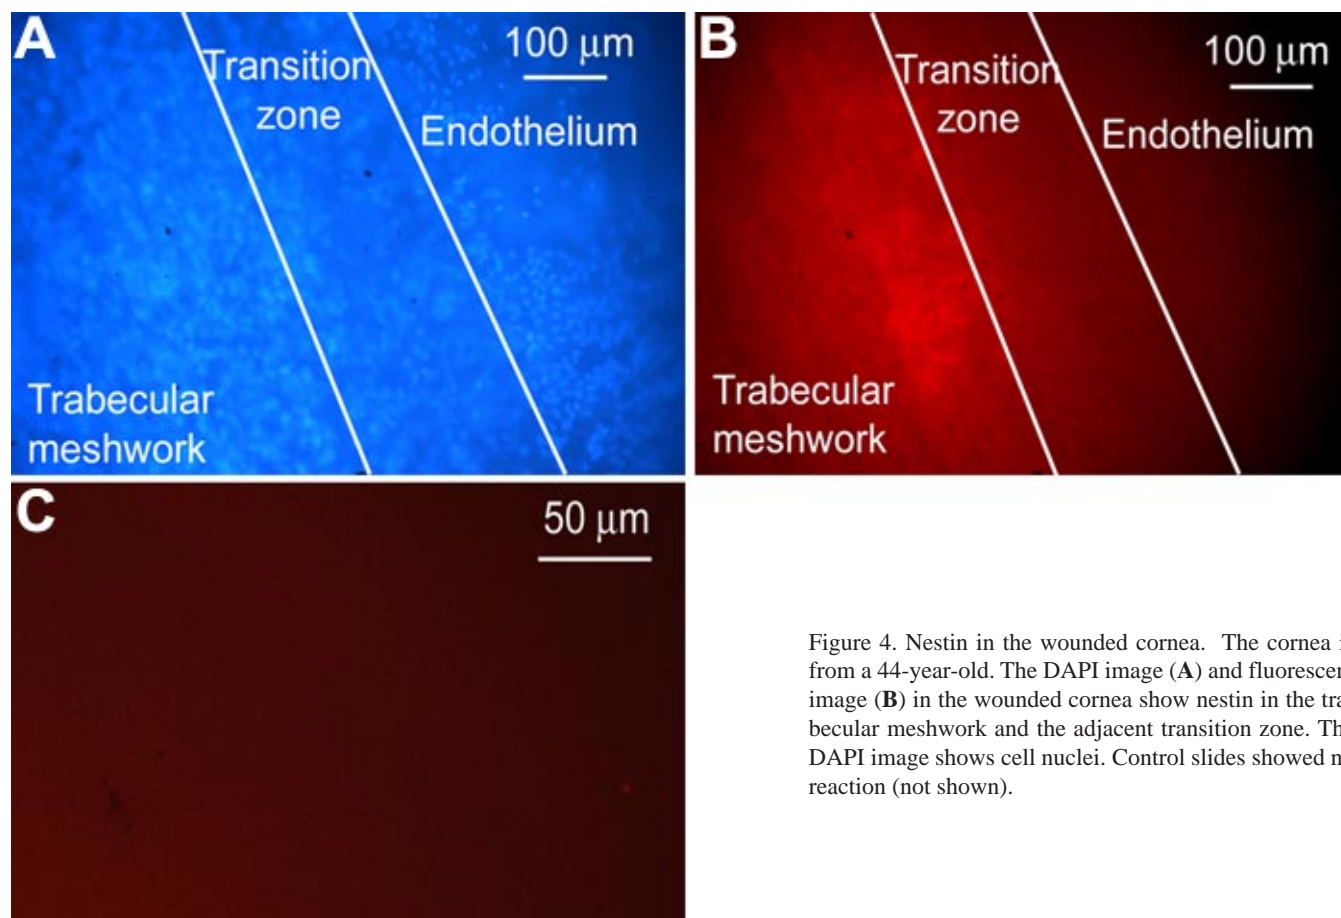 A
Transition
zone
100 µm
Endothelium
Trabecular
meshwork
B
Transition
zone
100 µm
Endothelium
Trabecular
meshwork
C
50 µm
Figure 4. Nestin in the wounded cornea. The cornea i
from a 44-year-old. The DAPI image (A) and fluorescen
image (B) in the wounded cornea show nestin in the tra
becular meshwork and the adjacent transition zone. Th
DAPI image shows cell nuclei. Control slides showed n
reaction (not shown).